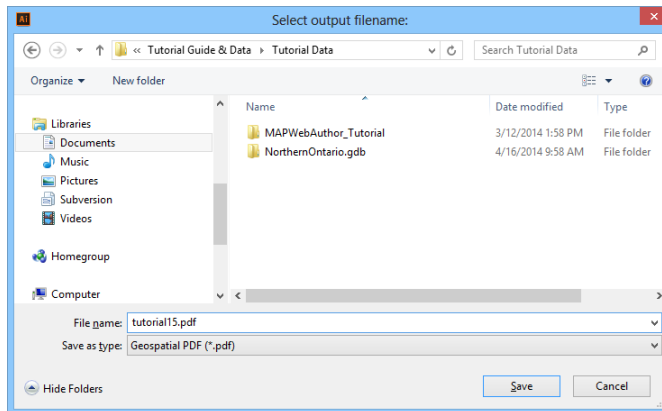 Ai Select output filename:
« Tutorial Guide & Data Tutorial Data Search Tutorial Data
Organize New folder
Name Date modified Type
Libraries
Documents
Music
Pictures
Subversion
Videos
Homegroup
Computer
MAPWebAuthor_Tutorial 3/12/2014 1:58 PM File folder
NorthernOntario.gdb 4/16/2014 9:58 AM File folder
File name: tutorial15.pdf
Save as type: Geospatial PDF (*.pdf)
Hide Folders Save Cancel